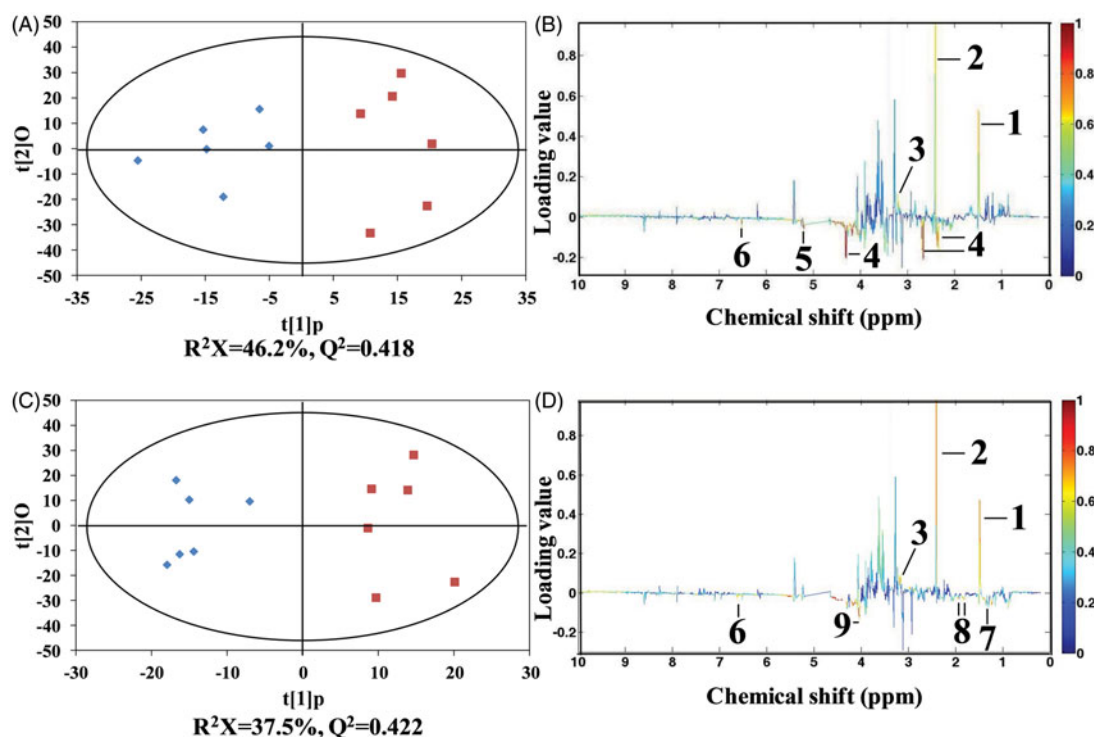 (A)
50
40
30
20
10
0
-10
-20
-30
-40
-50
t[2]O
-35 -25 -15 -5 5 15 25 35
t[1]p
R²X=46.2%, Q²=0.418
(B)
Loading value
0.8
0.6
0.4
0.2
0
-0.2
2
1
3
6 5 4 4
10 9 8 7 6 5 4 3 2 1 0
Chemical shift (ppm)
1
0.8
0.6
0.4
0.2
0
(C)
50
40
30
20
10
0
-10
-20
-30
-40
-50
t[2]O
-30 -20 -10 0 10 20 30
t[1]p
R²X=37.5%, Q²=0.422
(D)
Loading value
0.8
0.6
0.4
0.2
0
-0.2
2
1
3
6 9 8 7
10 9 8 7 6 5 4 3 2 1 0
Chemical shift (ppm)
1
0.8
0.6
0.4
0.2
0